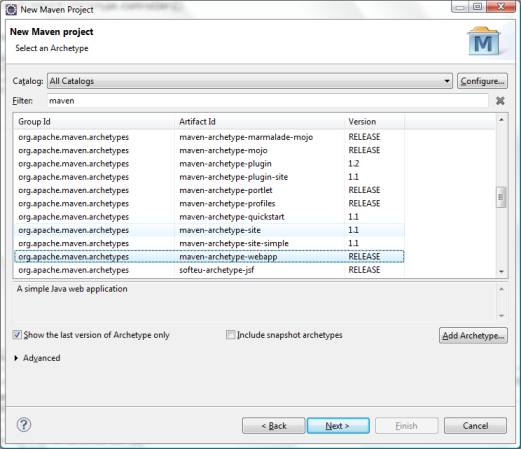 New Maven Project
New Maven project
Select an Archetype
M
Catalog: All Catalogs Configure...
Filter: maven
Group Id Artifact Id Version
org.apache.maven.archetypes maven-archetype-marmalade-mojo RELEASE
org.apache.maven.archetypes maven-archetype-mojo RELEASE
org.apache.maven.archetypes maven-archetype-plugin 1.2
org.apache.maven.archetypes maven-archetype-plugin-site 1.1
org.apache.maven.archetypes maven-archetype-portlet RELEASE
org.apache.maven.archetypes maven-archetype-profiles RELEASE
org.apache.maven.archetypes maven-archetype-quickstart 1.1
org.apache.maven.archetypes maven-archetype-site 1.1
org.apache.maven.archetypes maven-archetype-site-simple 1.1
org.apache.maven.archetypes maven-archetype-webapp RELEASE
org.apache.maven.archetypes softeu-archetype-jsf RELEASE
A simple Java web application
Show the last version of Archetype only Include snapshot archetypes Add Archetype...
Advanced
? < Back Next > Finish Cancel